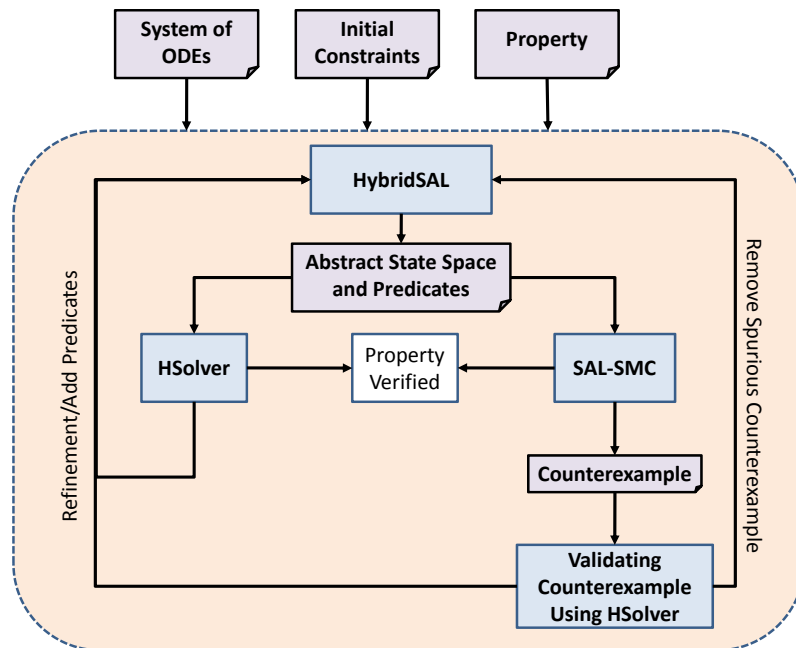 System of
ODEs
Initial
Constraints
Property
HybridSAL
Abstract State Space
and Predicates
HSolver
Property
Verified
SAL-SMC
Counterexample
Validating
Counterexample
Using HSolver
Refinement/Add Predicates
Remove Spurious Counterexample